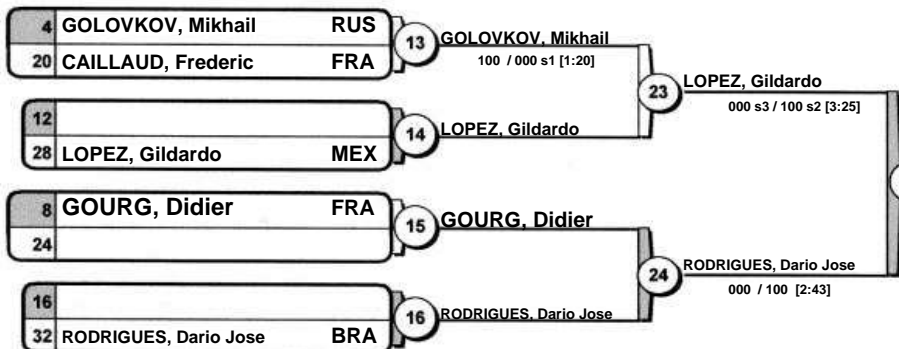 4 GOLOVKOV, Mikhail RUS
20 CAILLAUD, Frederic FRA
13 GOLOVKOV, Mikhail
100 / 000 s1 [1:20]
12
28 LOPEZ, Gildardo MEX
14 LOPEZ, Gildardo
23 LOPEZ, Gildardo
000 s3 / 100 s2 [3:25]
8 GOURG, Didier FRA
24
15 GOURG, Didier
16
32 RODRIGUES, Dario Jose BRA
16 RODRIGUES, Dario Jose
24 RODRIGUES, Dario Jose
000 / 100 [2:43]